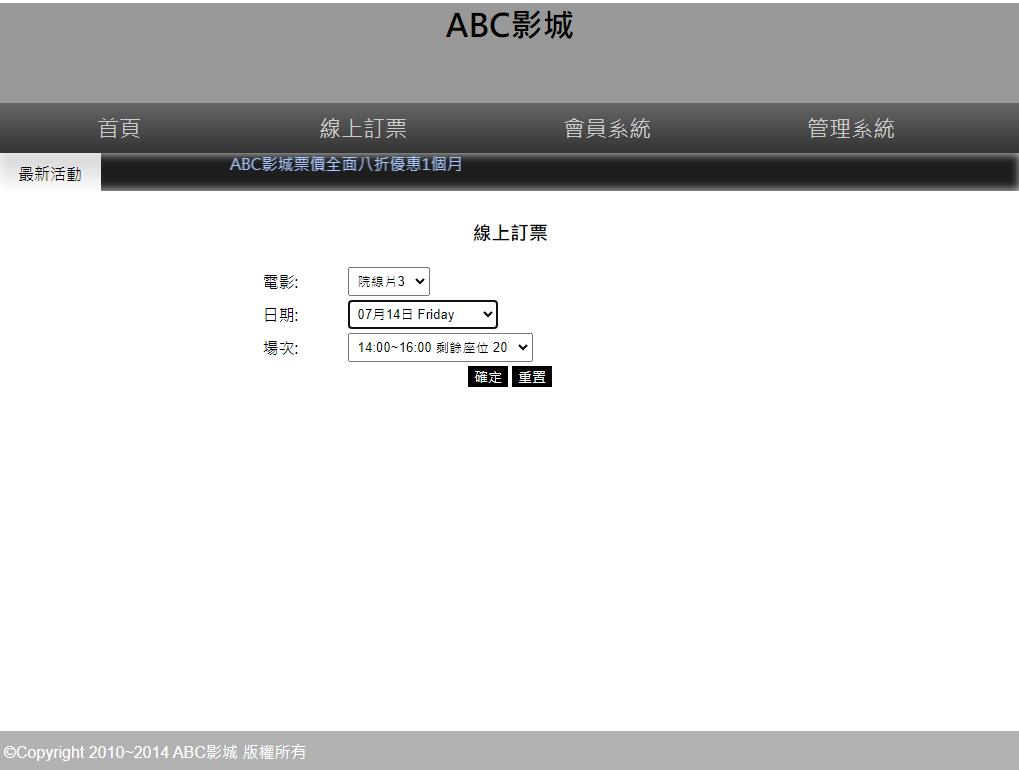 ABC影城
首頁 線上訂票 會員系統 管理系統
最新活動 ABC影城票價全面八折優惠1個月
線上訂票
電影: 院線片3
日期: 07月14日 Friday
場次: 14:00~16:00 剩餘座位 20
確定 重置
©Copyright 2010~2014 ABC影城 版權所有